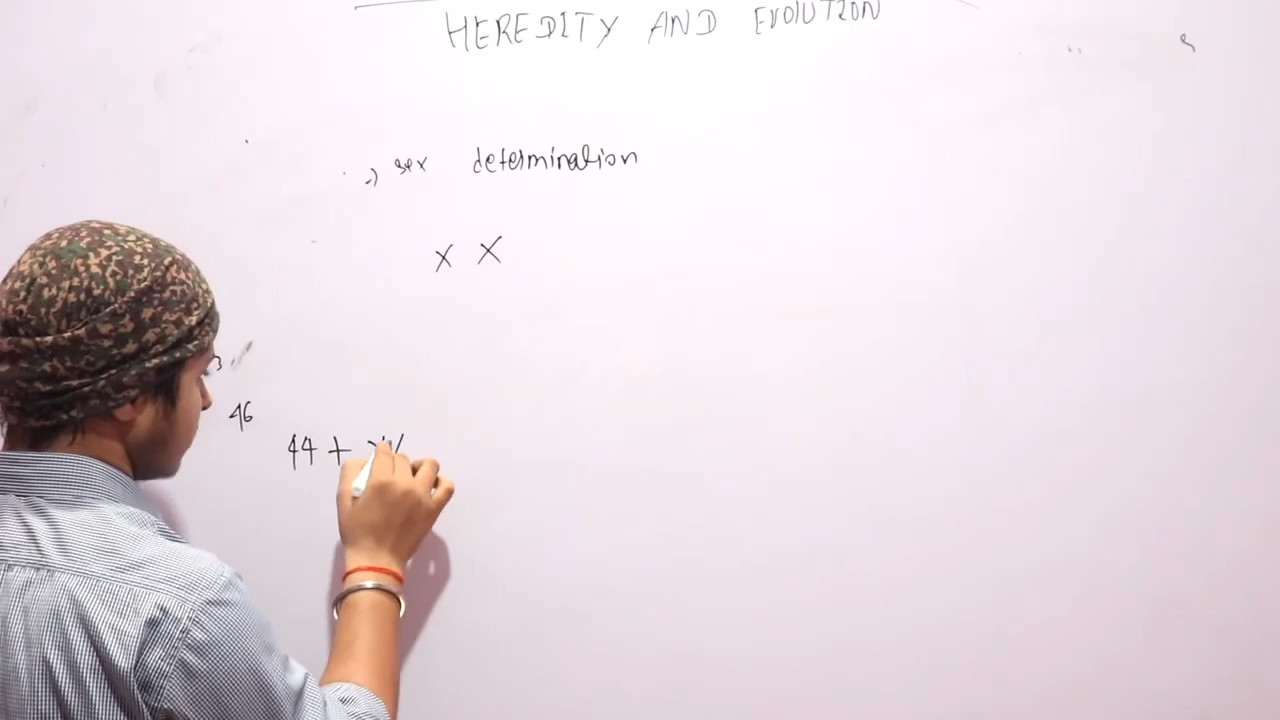 HEREDITY AND EVOLUTION
sex determination
X X
46
44 +